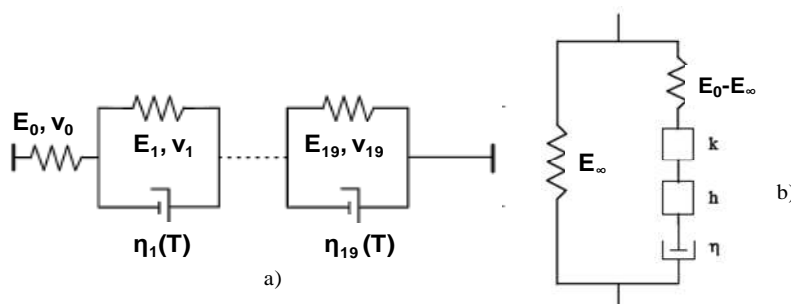 E₀, ν₀
E₁, ν₁
E₁₉, ν₁₉
η₁(T)
η₁₉(T)
a)
E∞
E₀-E∞
k
h
η
b)